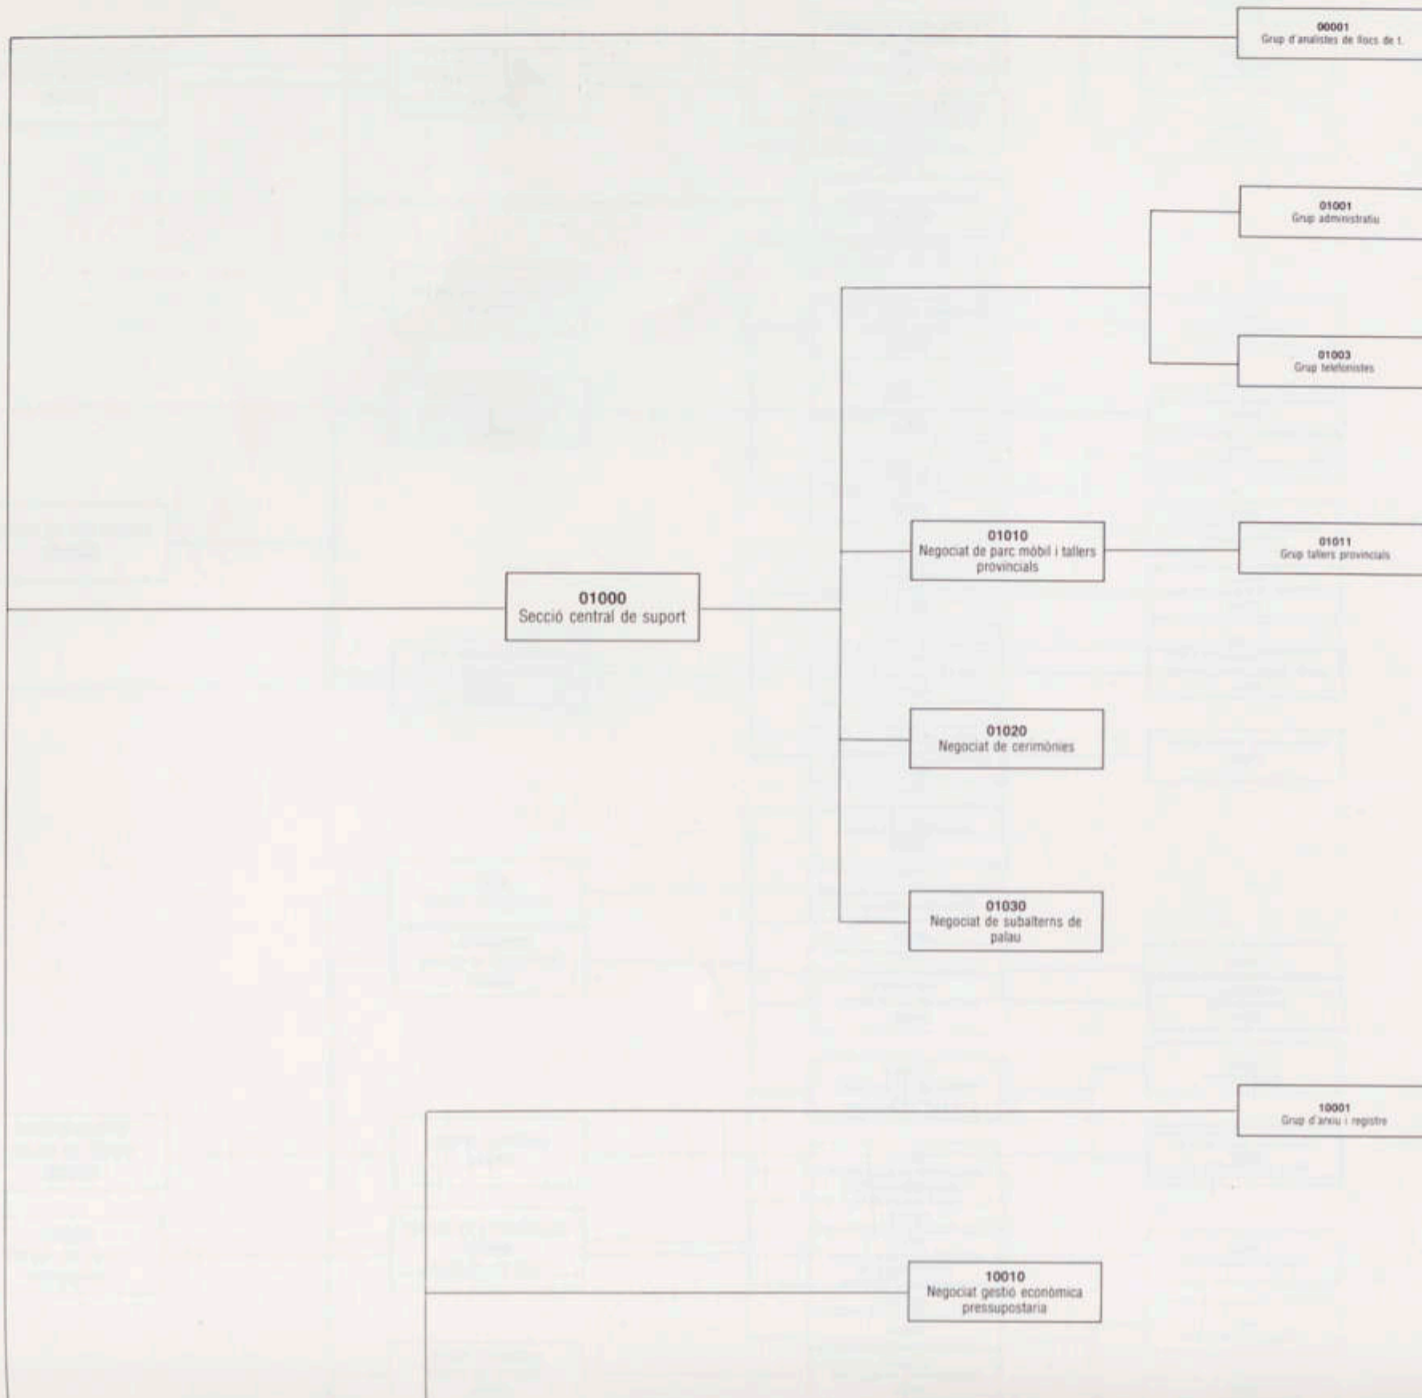 00001
Grup d'analistes de llocs de t.
01001
Grup administratiu
01003
Grup telefonistes
01010
Negociat de parc mòbil i tallers
provincials
01011
Grup tallers provincials
01000
Secció central de suport
01020
Negociat de cerimònies
01030
Negociat de subalterns de
palau
10001
Grup d'arxiu i registre
10010
Negociat gestió econòmica
pressupostaria